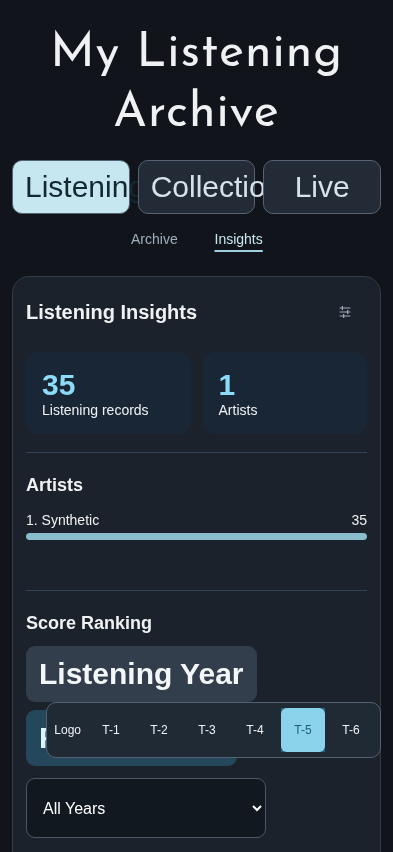 My Listening
Archive
Listening Collectio Live
Archive Insights
Listening Insights
35 1
Listening records Artists
Artists
1. Synthetic 35
Score Ranking
Listening Year
Logo T-1 T-2 T-3 T-4 T-5 T-6
All Years